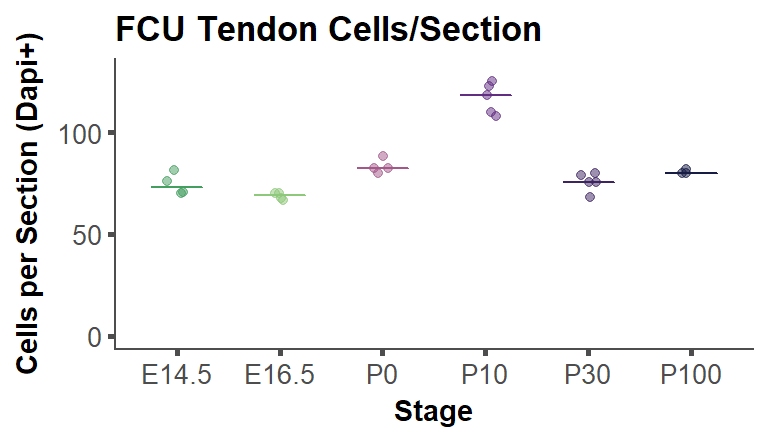 FCU Tendon Cells/Section
Cells per Section (Dapi+)
100
50
0
E14.5 E16.5 P0 P10 P30 P100
Stage